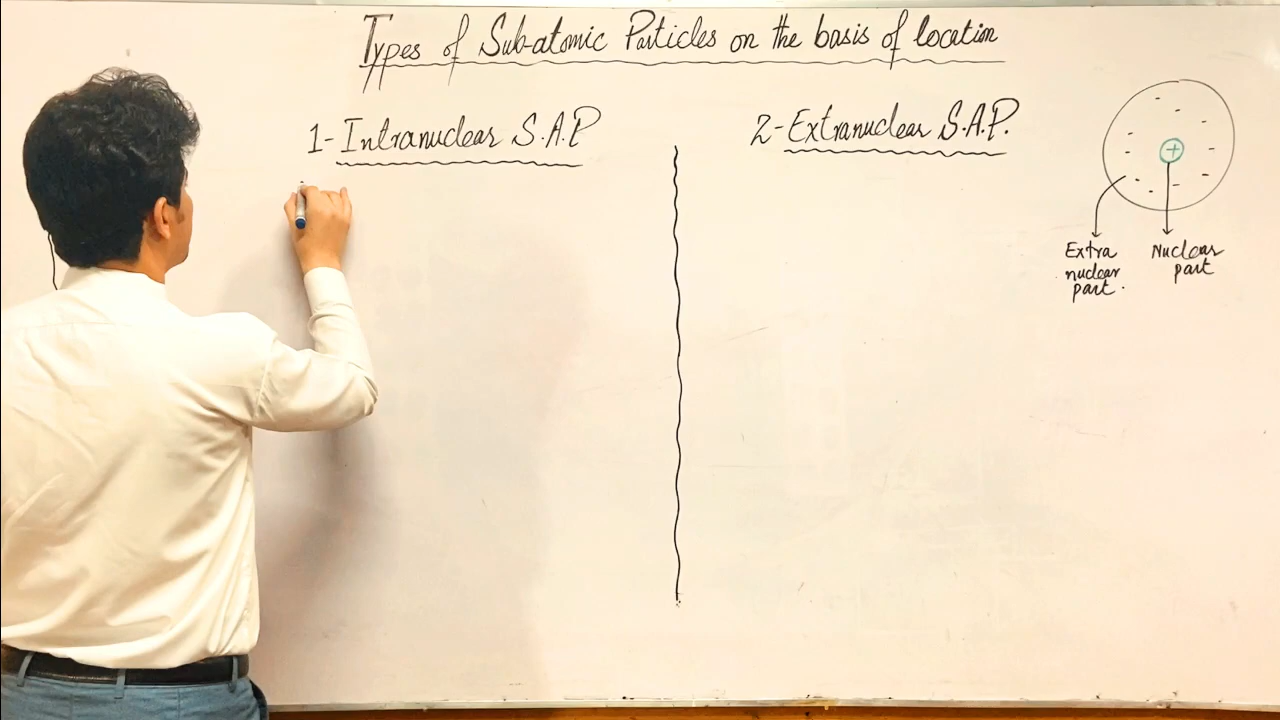 Types of Sub-atomic Particles on the basis of location
1- Intranuclear S.A.P
2- Extranuclear S.A.P.
+
Extra
nuclear
part.
Nuclear
part